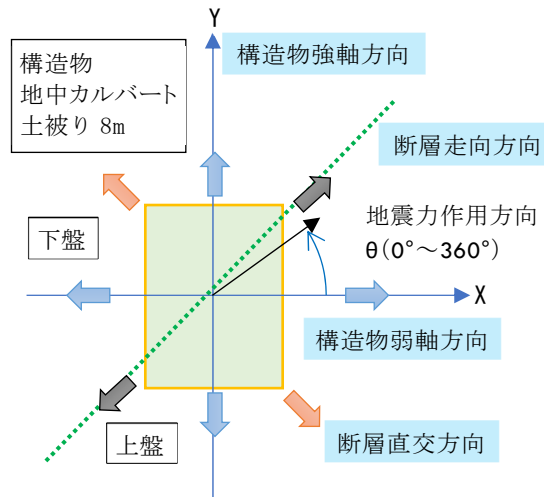 Y
構造物
地中カルバート
土被り 8m
構造物強軸方向
断層走向方向
地震力作用方向
θ(0°～360°)
下盤
X
構造物弱軸方向
上盤
断層直交方向